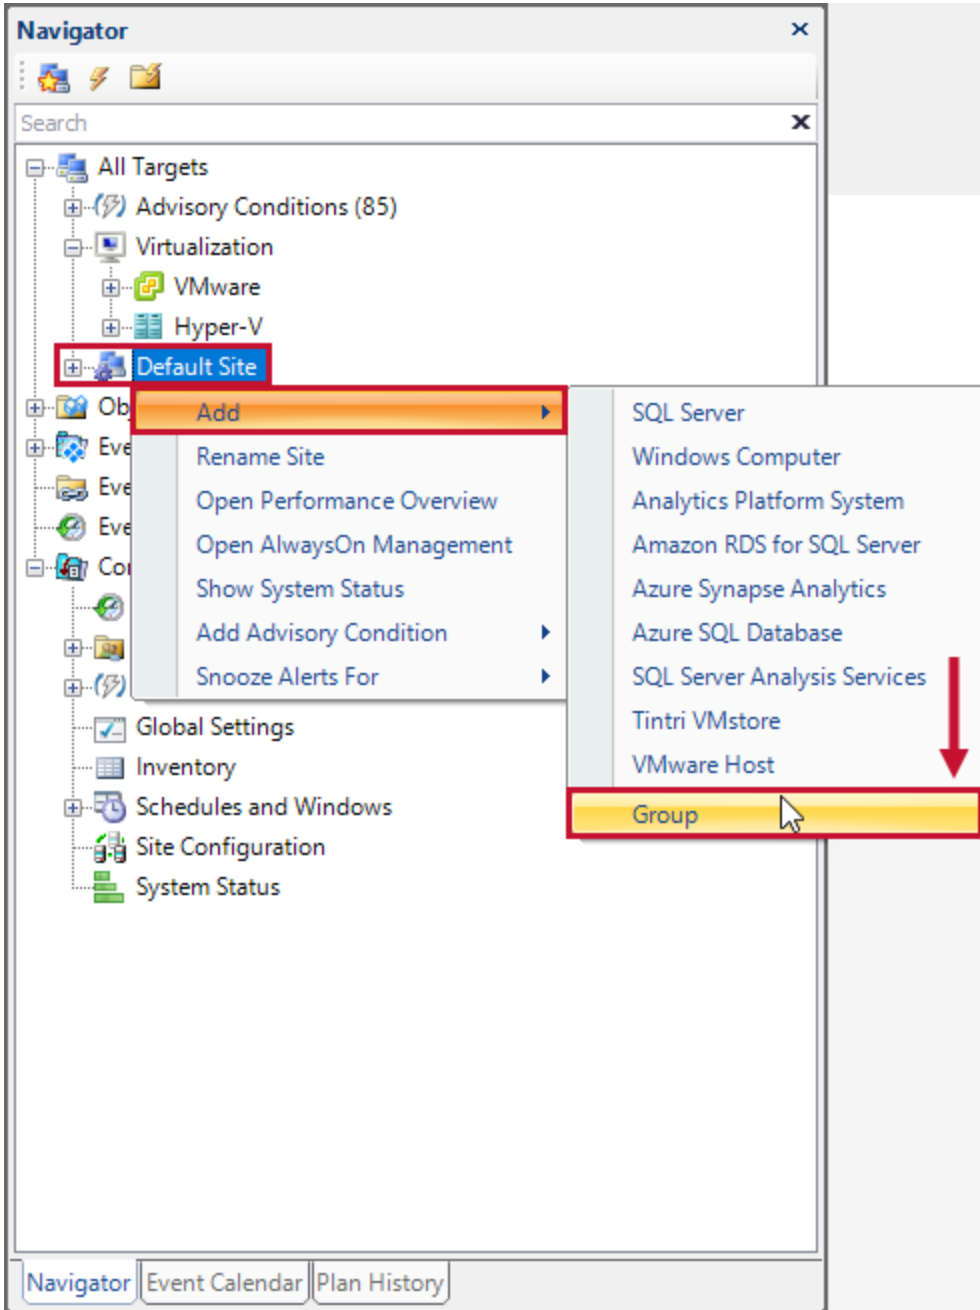 Navigator
Search
All Targets
Advisory Conditions (85)
Virtualization
VMware
Hyper-V
Default Site
Add
Rename Site
Open Performance Overview
Open AlwaysOn Management
Show System Status
Add Advisory Condition
Snooze Alerts For
SQL Server
Windows Computer
Analytics Platform System
Amazon RDS for SQL Server
Azure Synapse Analytics
Azure SQL Database
SQL Server Analysis Services
Tintri VMstore
VMware Host
Group
Global Settings
Inventory
Schedules and Windows
Site Configuration
System Status
Navigator Event Calendar Plan History